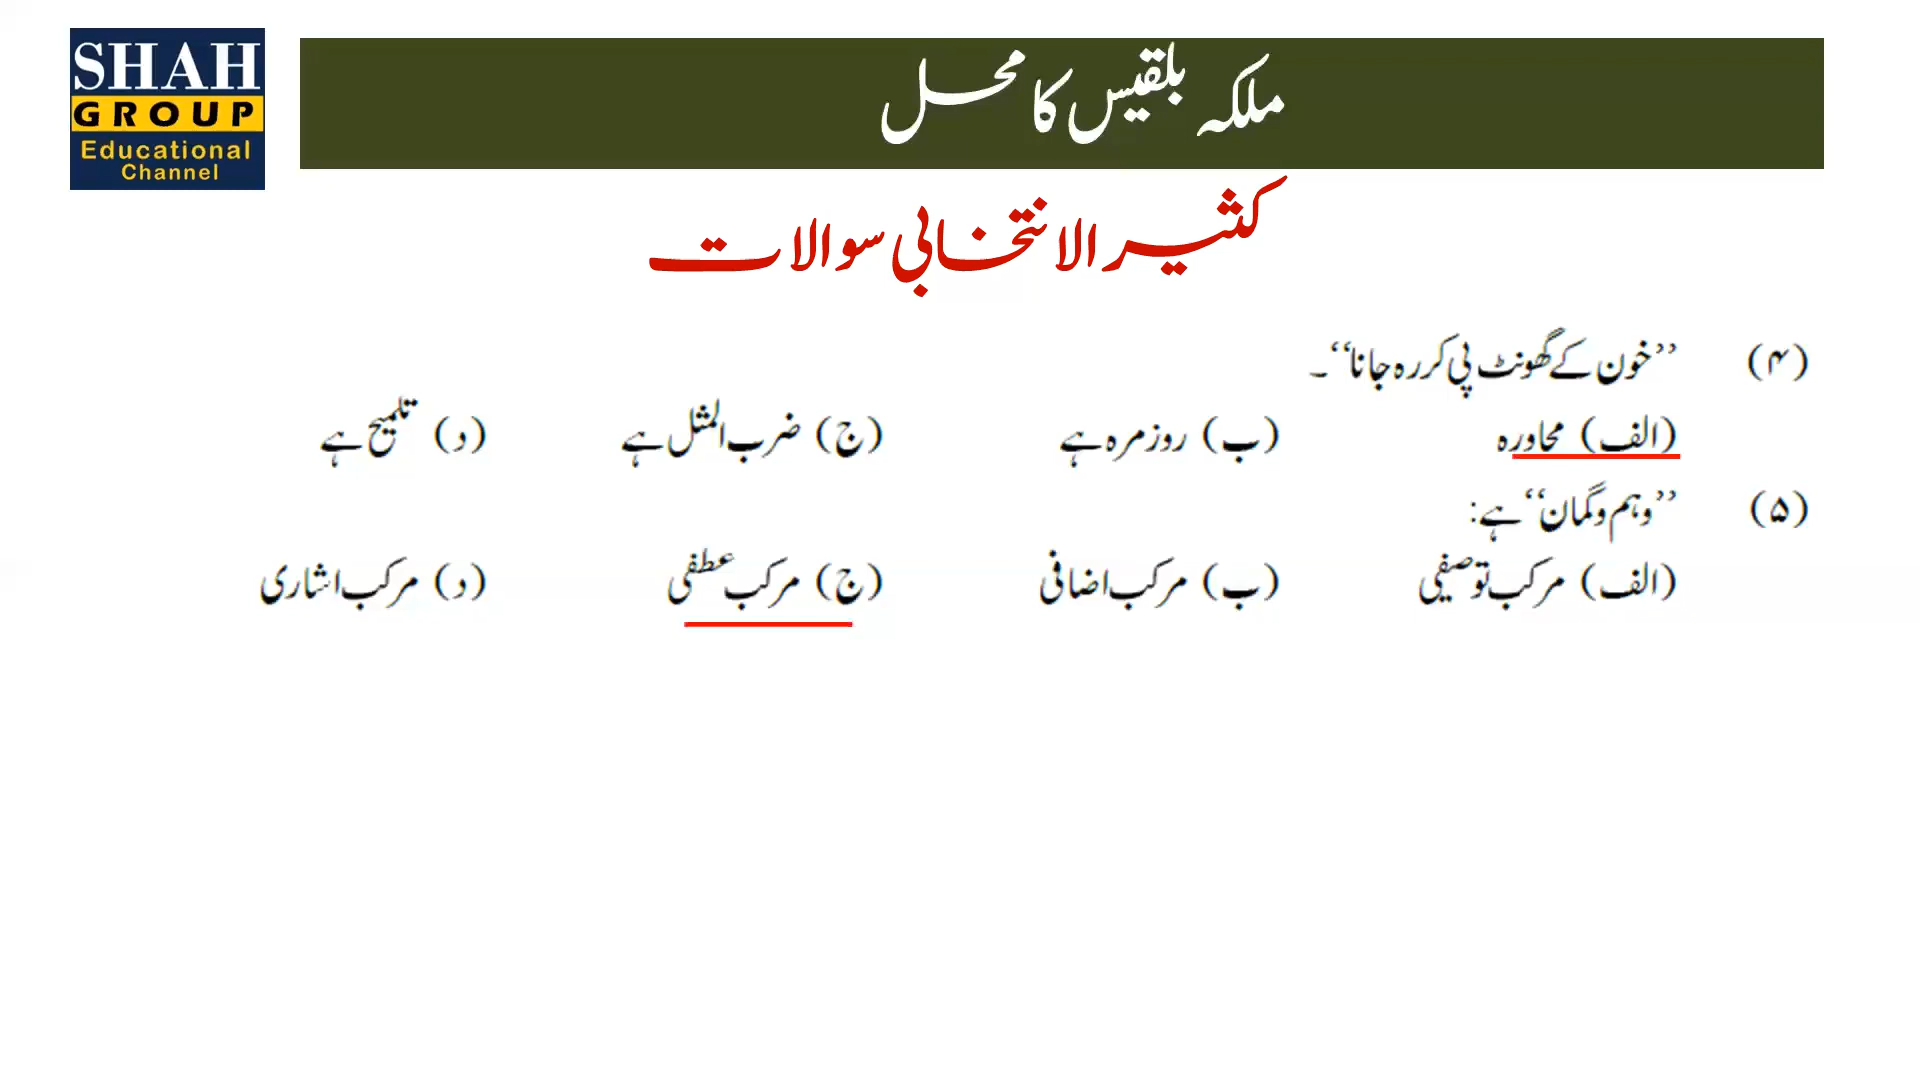 SHAH
GROUP
Educational
Channel
ملکہ بلقیس کا محل
کثیر الانتخابی سوالات
(۴) ’’خون کے گھونٹ پی کر رہ جانا‘‘۔
(الف) محاورہ (ب) روزمرہ ہے (ج) ضرب المثل ہے (د) تلمیح ہے
(۵) ’’وہم و گمان‘‘ ہے:
(الف) مرکب توصیفی (ب) مرکب اضافی (ج) مرکب عطفی (د) مرکب اشاری